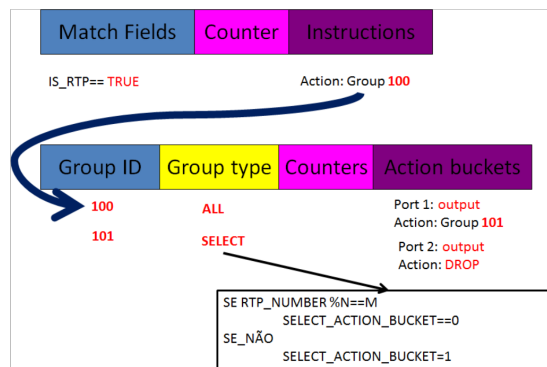 Match Fields Counter Instructions
IS_RTP== TRUE Action: Group 100
Group ID Group type Counters Action buckets
100 ALL Port 1: output
Action: Group 101
101 SELECT Port 2: output
Action: DROP
SE RTP_NUMBER %N==M
SELECT_ACTION_BUCKET==0
SE_NÃO
SELECT_ACTION_BUCKET=1